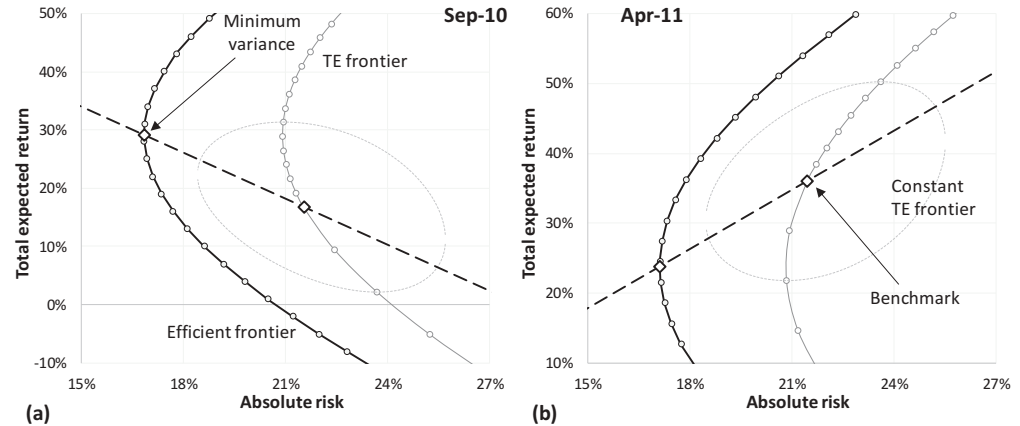 Sep-10
50%
40%
30%
20%
10%
0%
-10%
Total expected return
Minimum
variance
TE frontier
Efficient frontier
15%
18%
21%
24%
27%
Absolute risk
(a)
Apr-11
60%
50%
40%
30%
20%
10%
Total expected return
Constant
TE frontier
Benchmark
15%
18%
21%
24%
27%
Absolute risk
(b)